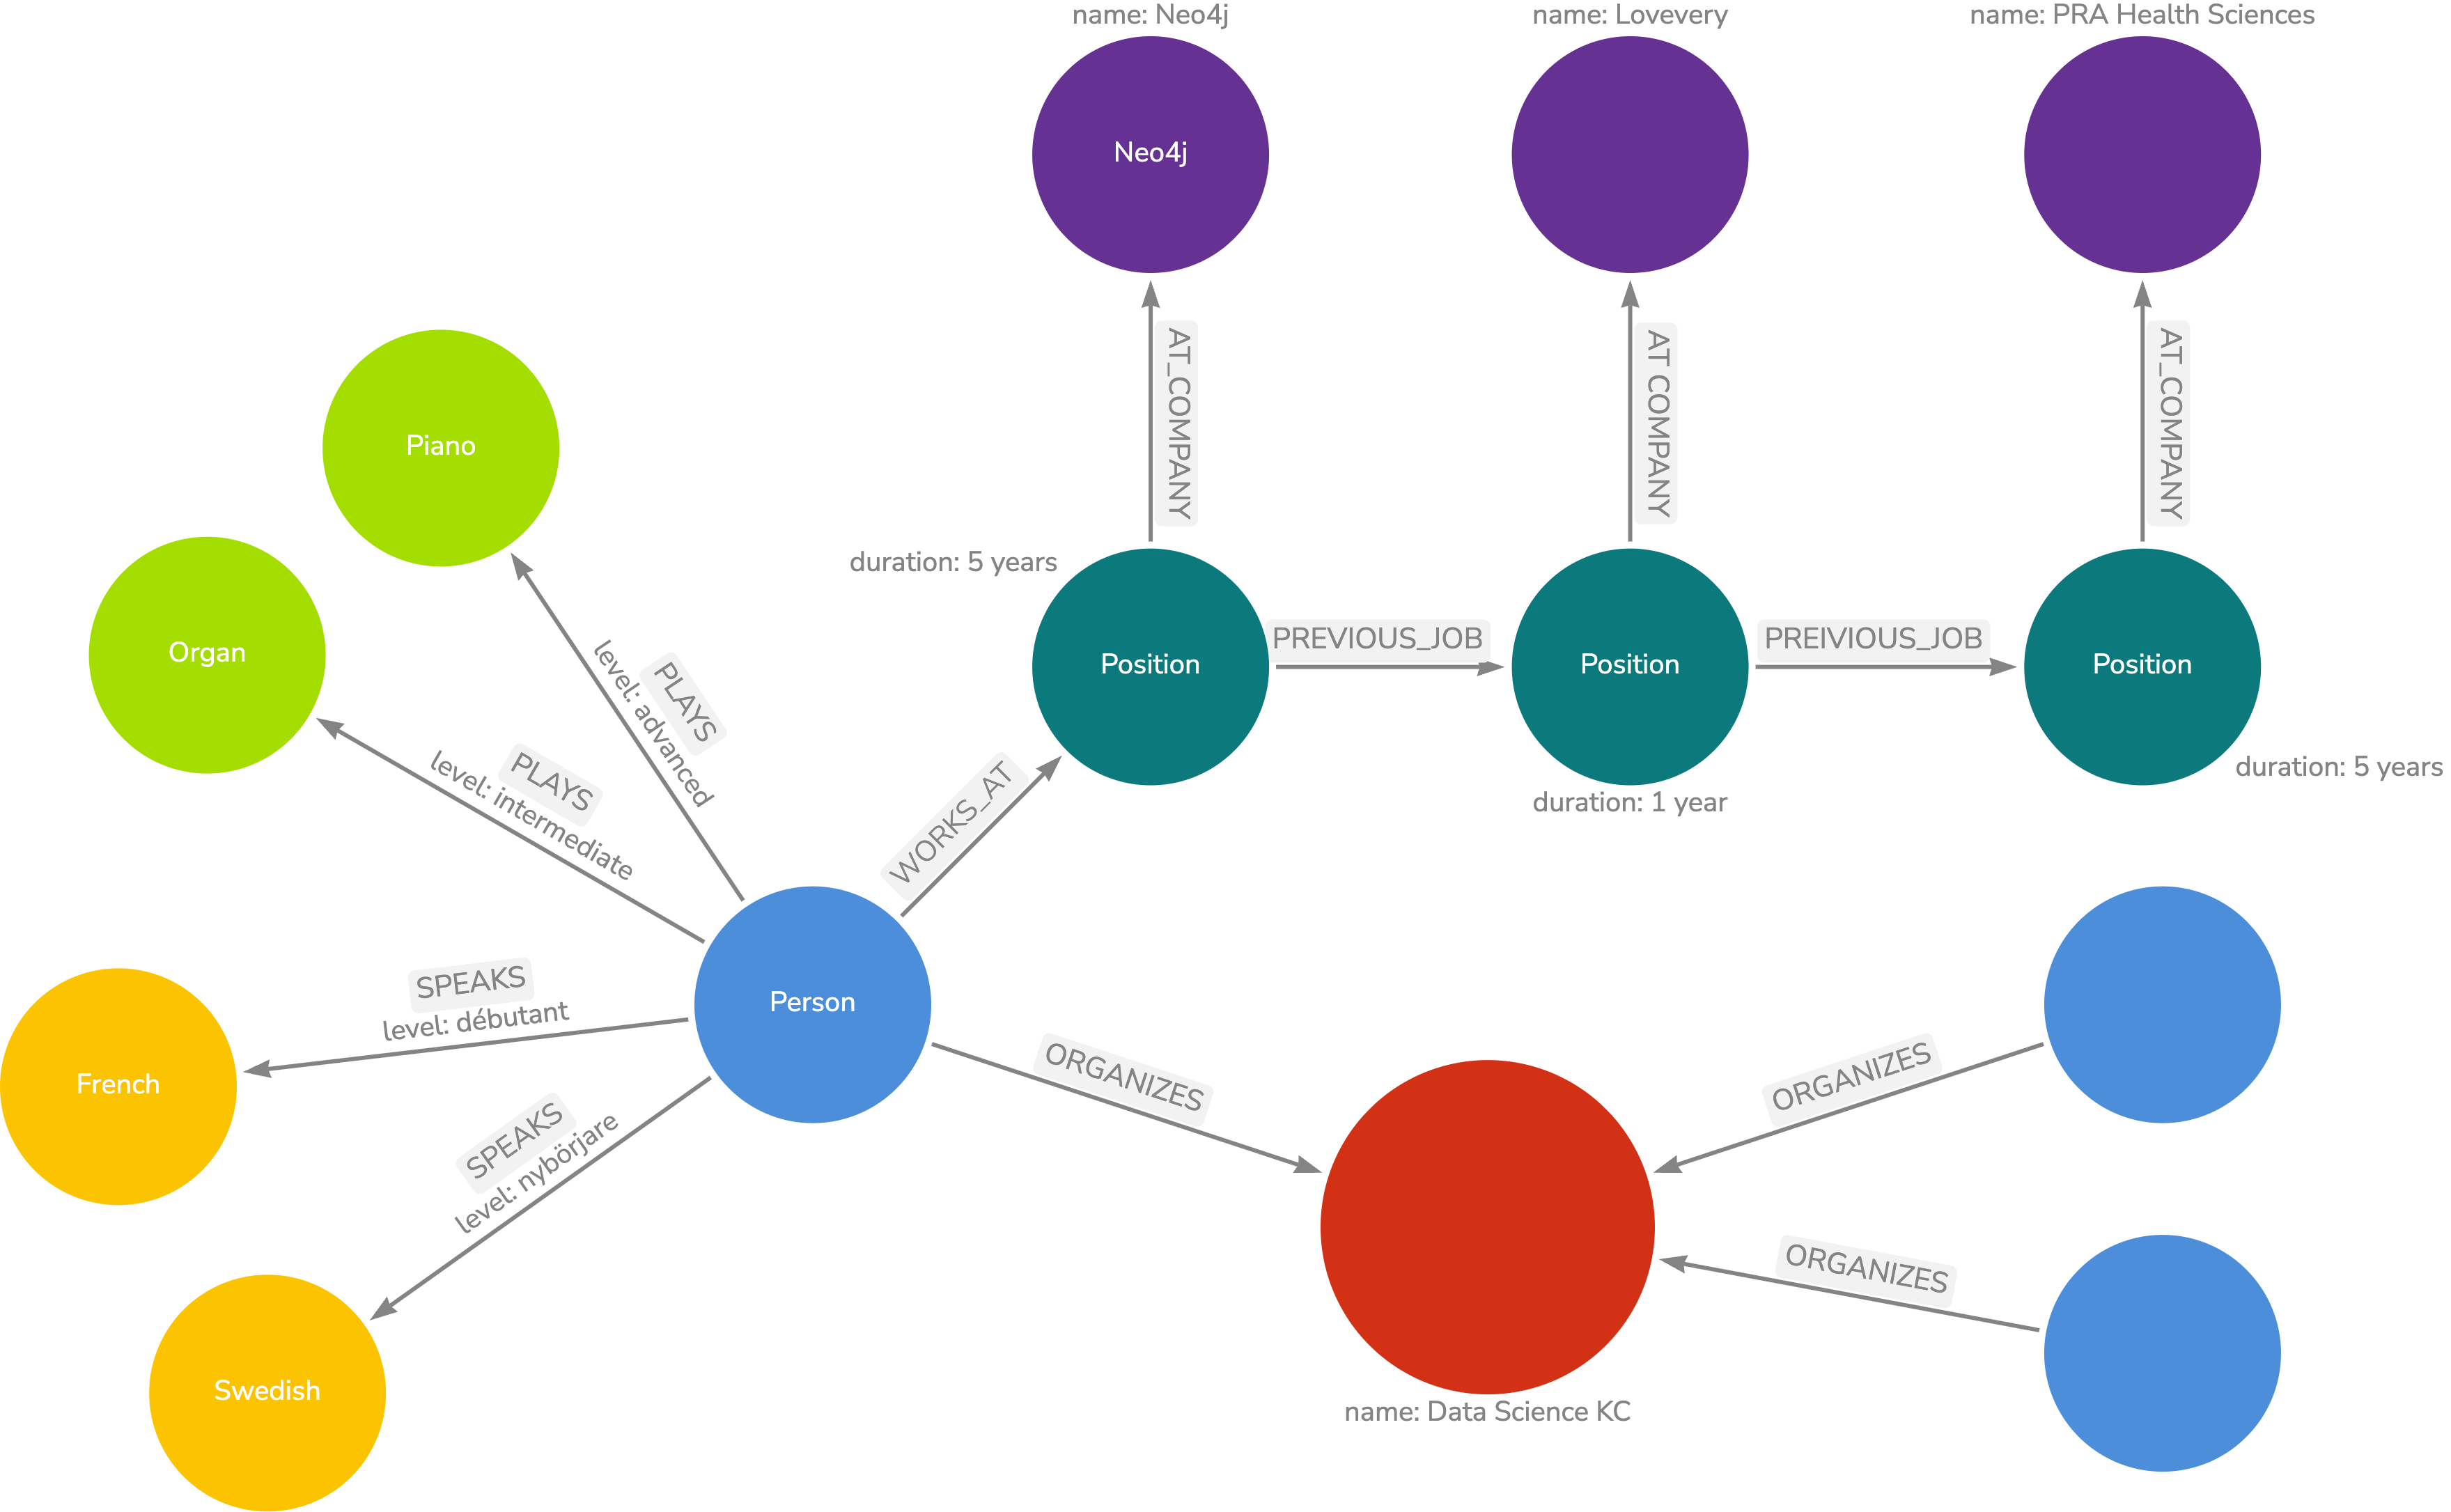 name: Neo4j
name: Lovevery
name: PRA Health Sciences
Neo4j
AT_COMPANY
AT COMPANY
AT_COMPANY
Piano
Organ
duration: 5 years
Position
PREVIOUS_JOB
Position
PREIVIOUS_JOB
Position
duration: 1 year
duration: 5 years
PLAYS
level: advanced
PLAYS
level: intermediate
WORKS_AT
SPEAKS
level: débutant
Person
French
SPEAKS
level: nybörjare
Swedish
ORGANIZES
ORGANIZES
ORGANIZES
name: Data Science KC